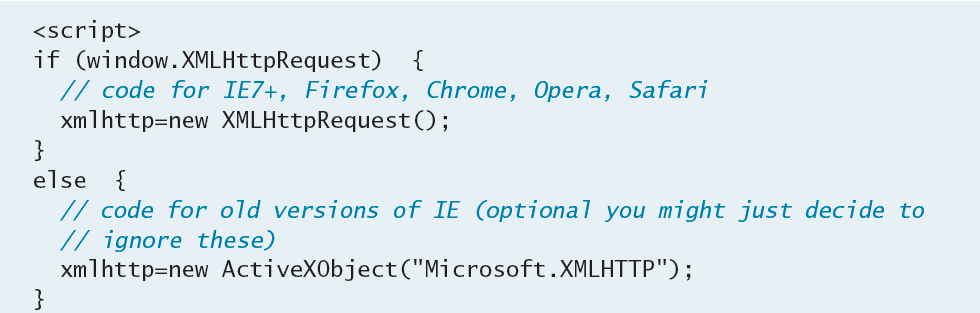 <script>
if (window.XMLHttpRequest)  {
  // code for IE7+, Firefox, Chrome, Opera, Safari
  xmlhttp=new XMLHttpRequest();
}
else  {
  // code for old versions of IE (optional you might just decide to
  // ignore these)
  xmlhttp=new ActiveXObject("Microsoft.XMLHTTP");
}